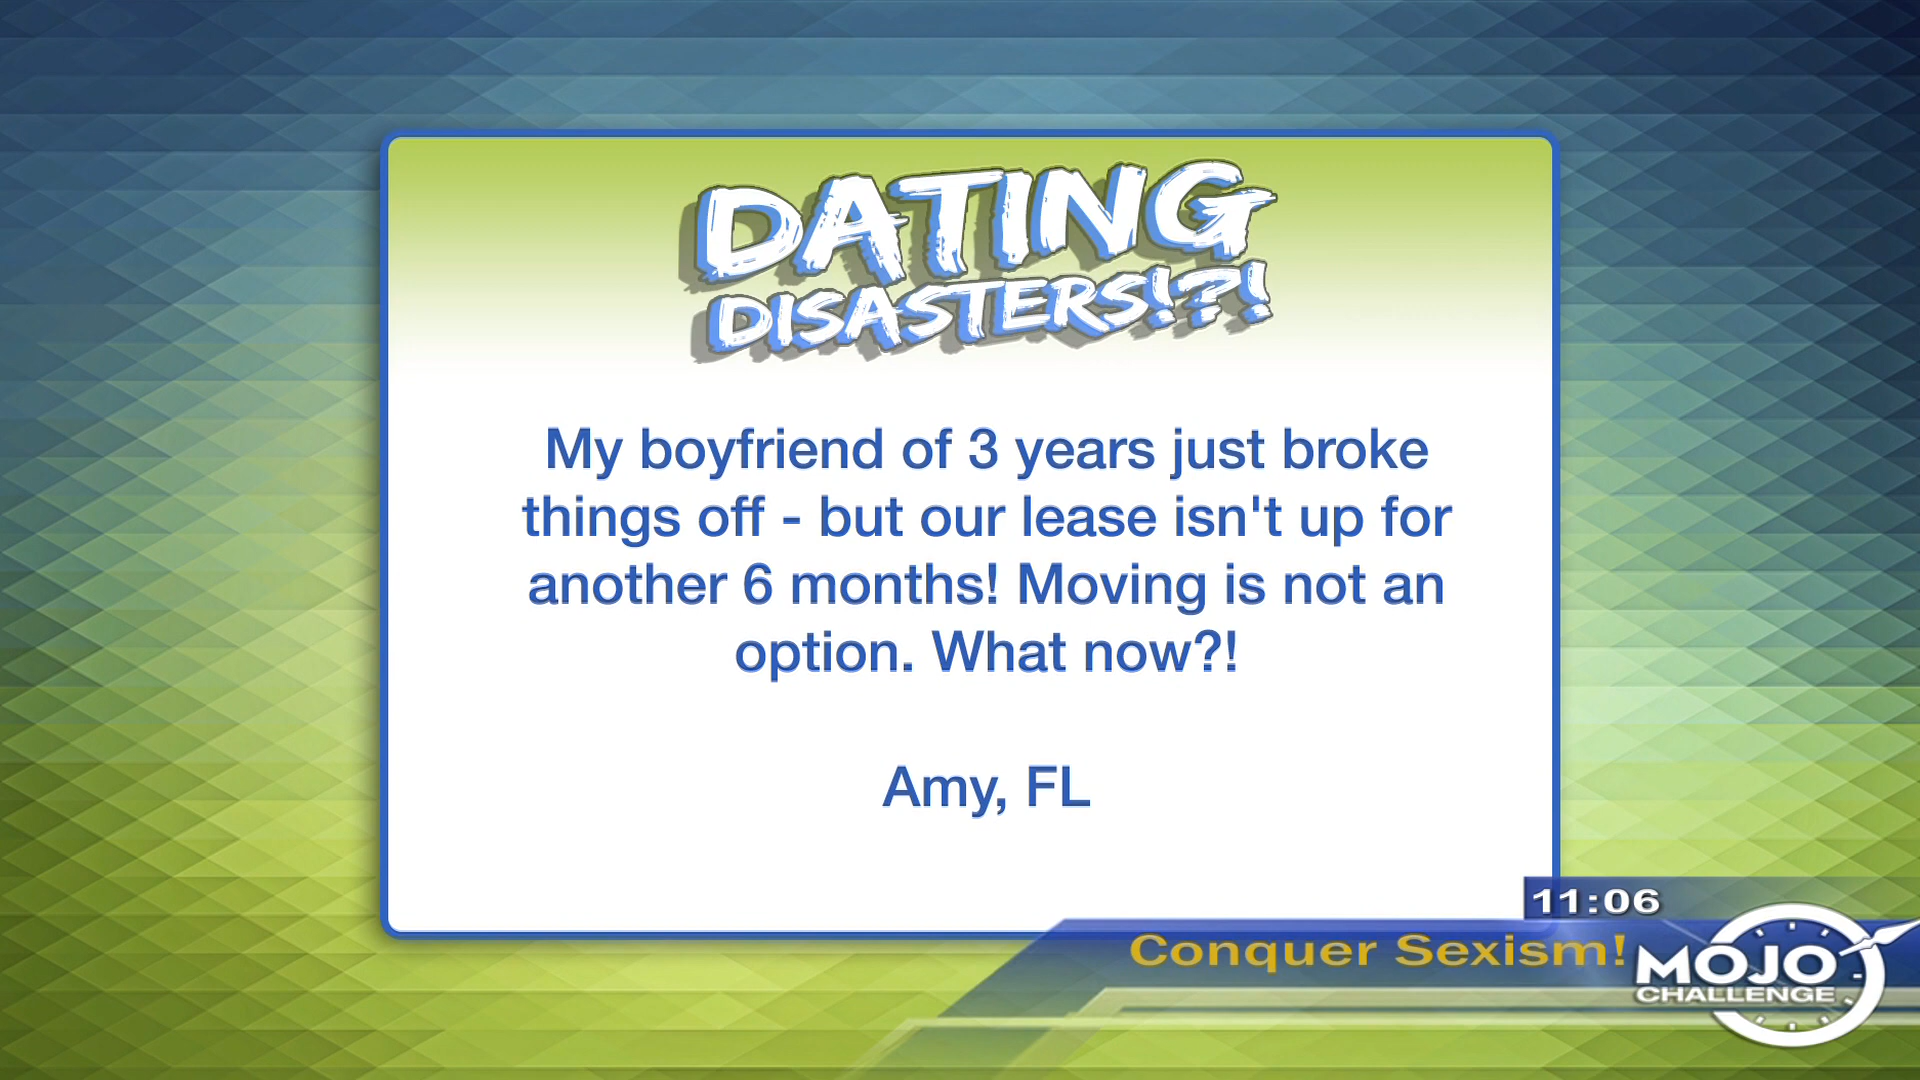 DATING
DISASTERS!?!
My boyfriend of 3 years just broke
things off - but our lease isn't up for
another 6 months! Moving is not an
option. What now?!
Amy, FL
11:06
Conquer Sexism!
MOJO
CHALLENGE